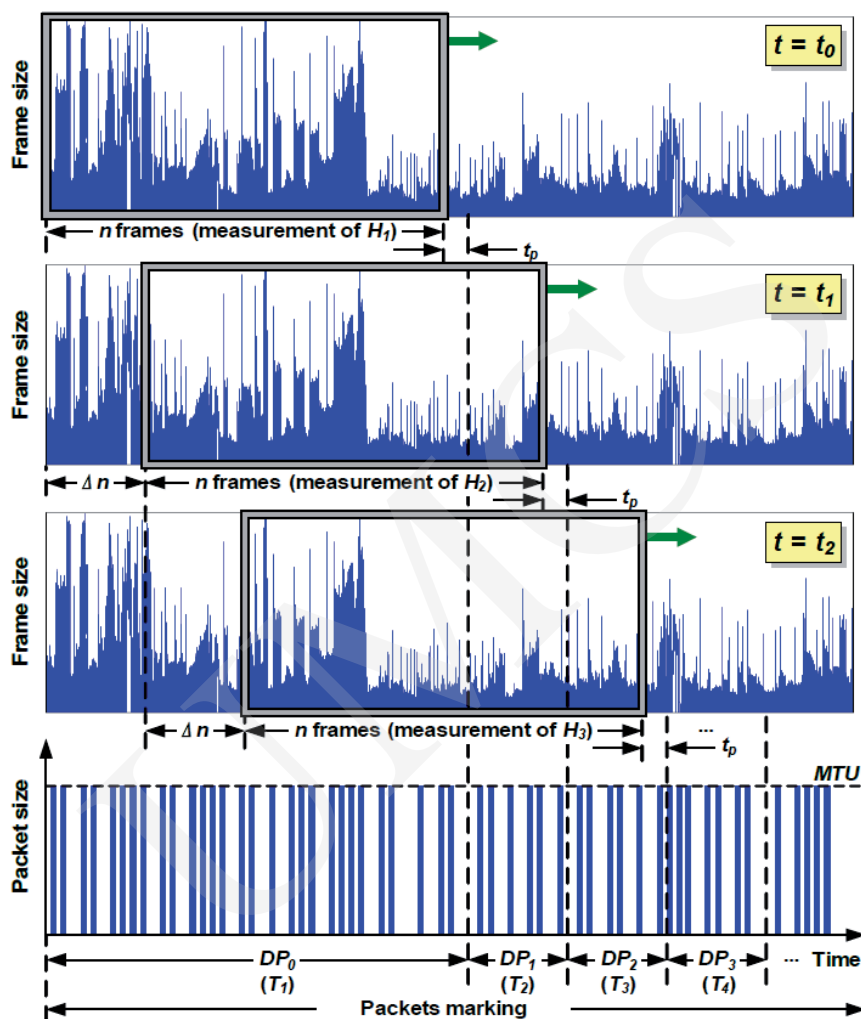 Frame size
t = t0
n frames (measurement of H1)
tp
Frame size
t = t1
Δ n
n frames (measurement of H2)
tp
Frame size
t = t2
Δ n
n frames (measurement of H3)
...
tp
Packet size
MTU
DP0
(T1)
DP1
(T2)
DP2
(T3)
DP3
(T4)
... Time
Packets marking
UMCS